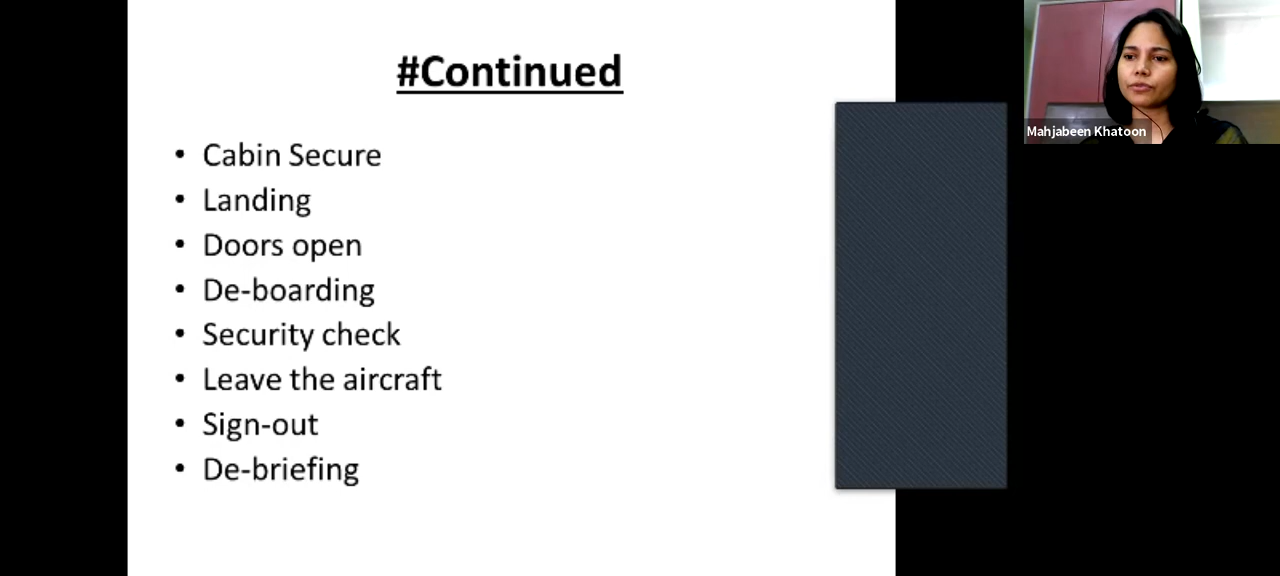 #Continued
• Cabin Secure
• Landing
• Doors open
• De-boarding
• Security check
• Leave the aircraft
• Sign-out
• De-briefing
Mahjabeen Khatoon